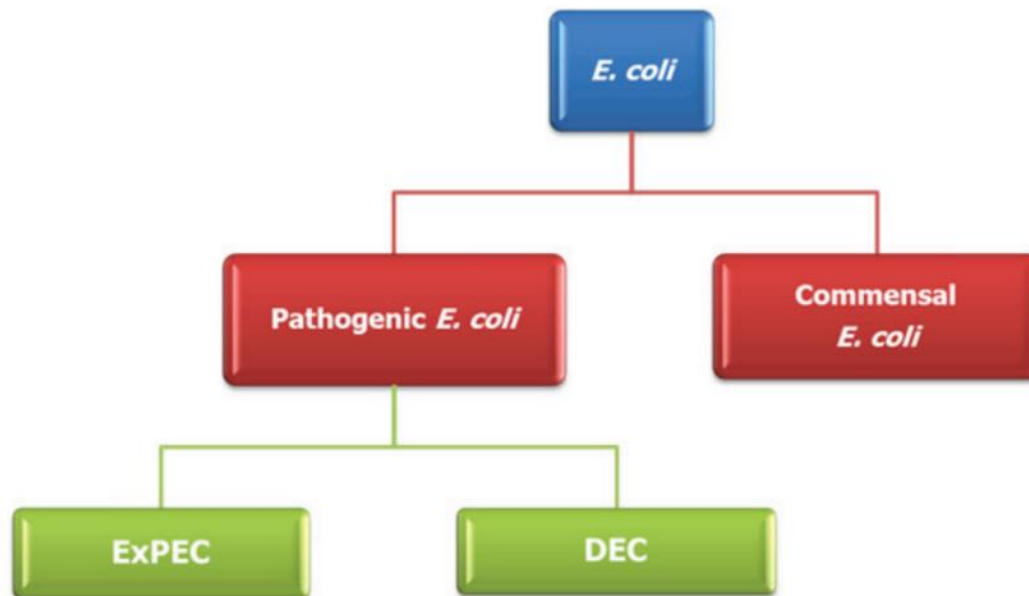 E. coli
Pathogenic E. coli
Commensal
E. coli
ExPEC
DEC